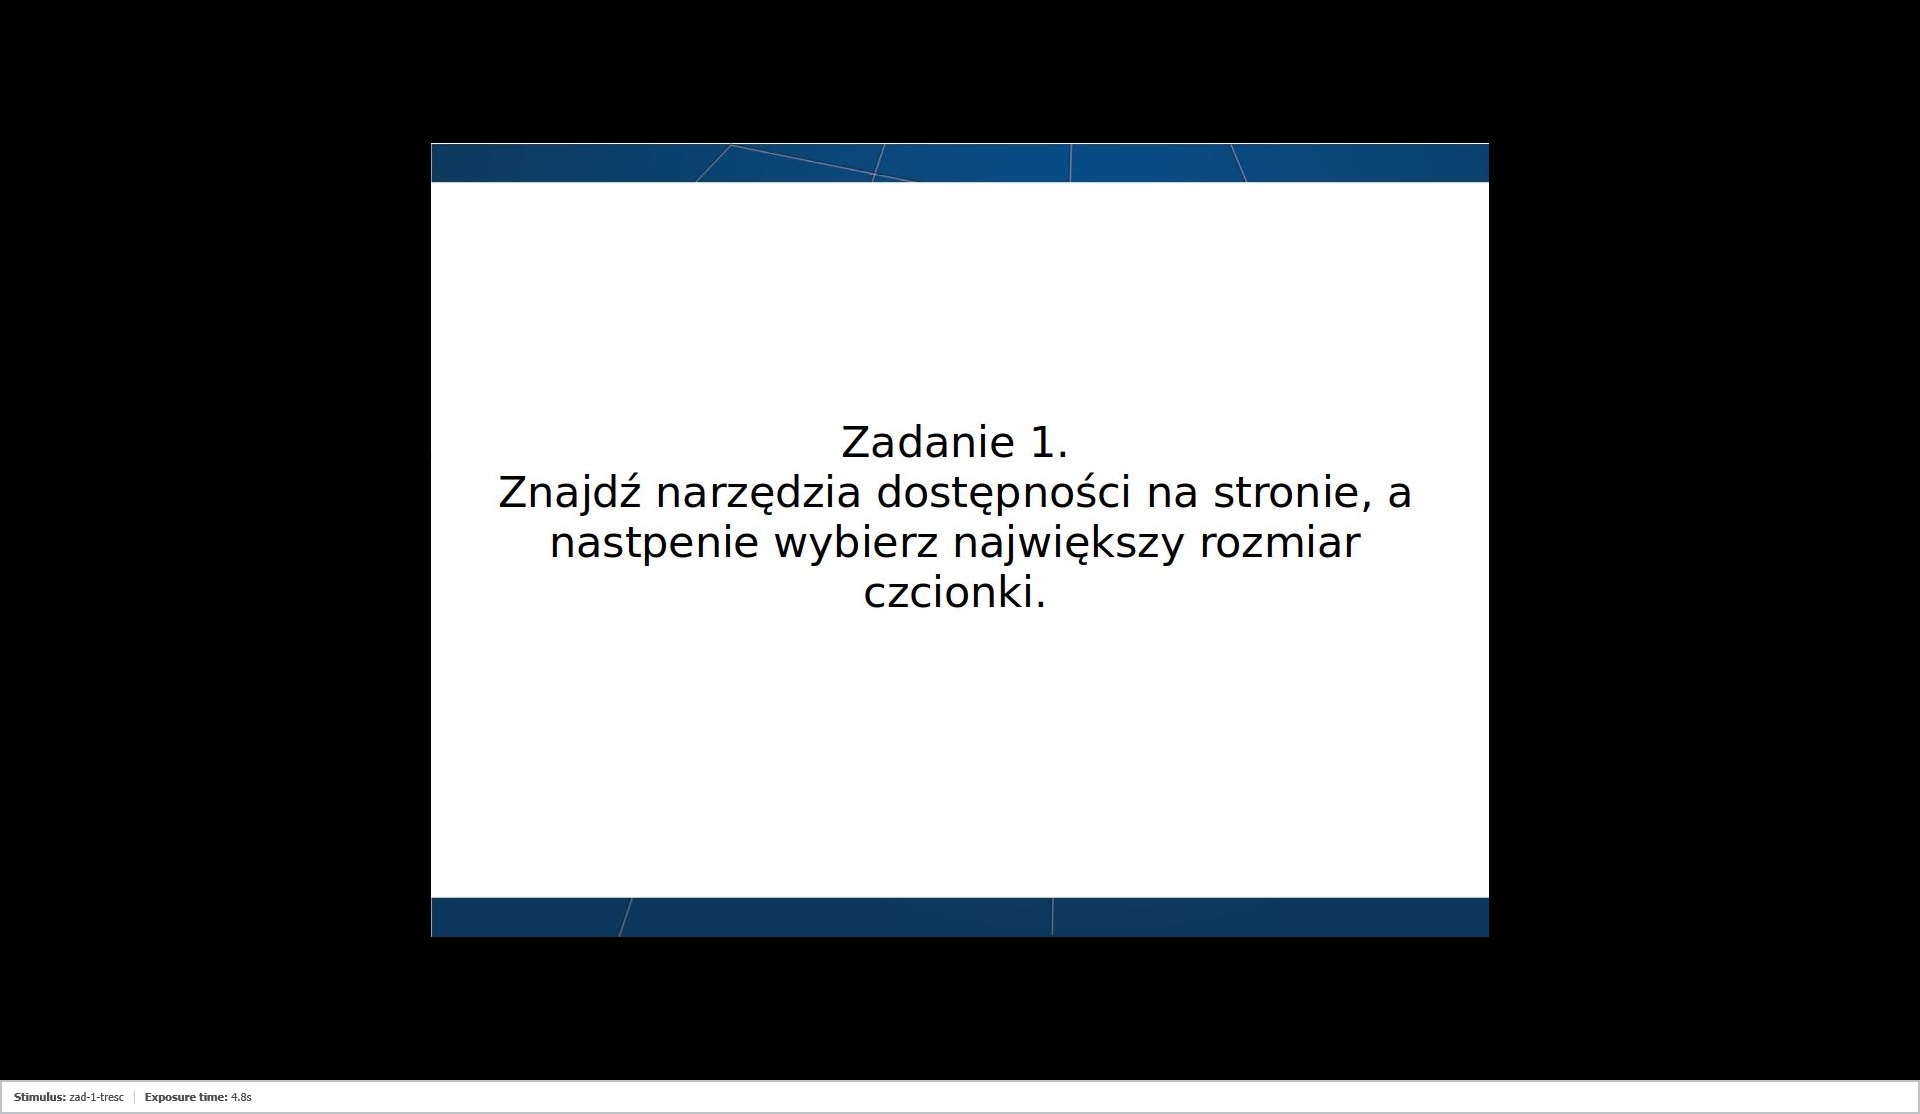 Zadanie 1.
Znajdź narzędzia dostępności na stronie, a
nastpenie wybierz największy rozmiar
czcionki.
Stimulus: zad-1-tresc | Exposure time: 4.8s